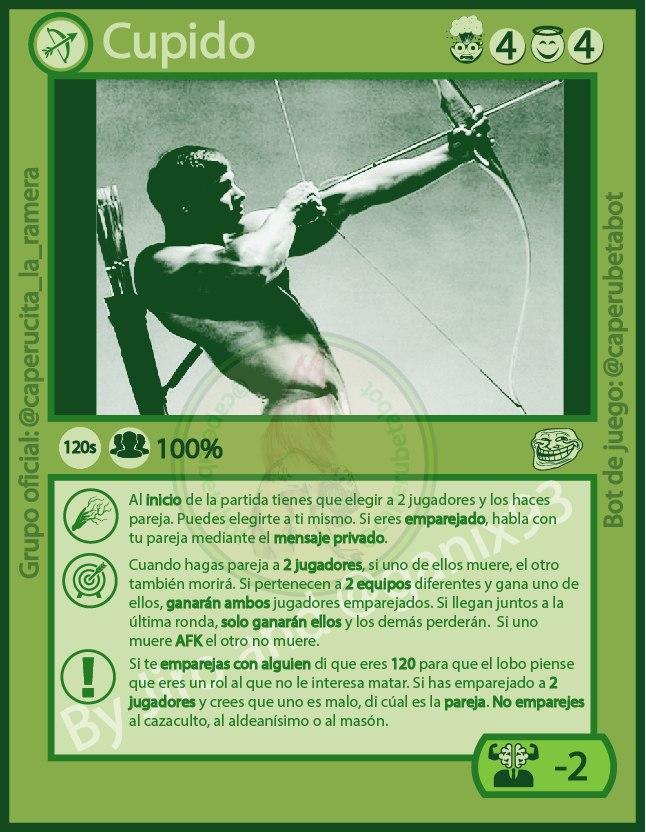 Cupido
4
4
Grupo oficial: @caperucita_la_ramera
Bot de juego: @caperubetabot
120s
100%
Al inicio de la partida tienes que elegir a 2 jugadores y los haces
pareja. Puedes elegirte a ti mismo. Si eres emparejado, habla con
tu pareja mediante el mensaje privado.
Cuando hagas pareja a 2 jugadores, si uno de ellos muere, el otro
también morirá. Si pertenecen a 2 equipos diferentes y gana uno de
ellos, ganarán ambos jugadores emparejados. Si llegan juntos a la
última ronda, solo ganarán ellos y los demás perderán. Si uno
muere AFK el otro no muere.
Si te emparejas con alguien di que eres 120 para que el lobo piense
que eres un rol al que no le interesa matar. Si has emparejado a 2
jugadores y crees que uno es malo, di cúal es la pareja. No emparejes
al cazaculto, al aldeanísimo o al masón.
-2